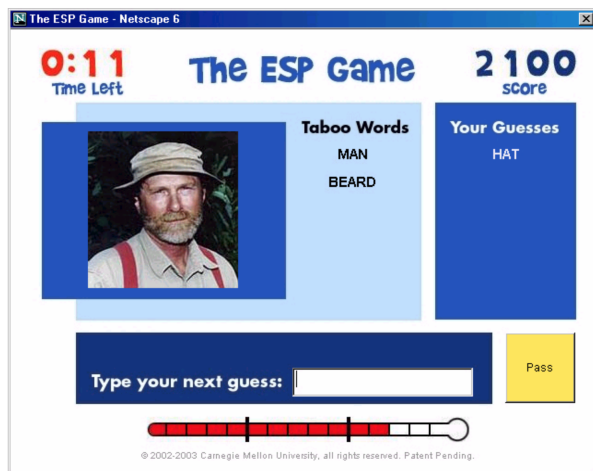 The ESP Game - Netscape 6
0:11
Time Left
The ESP Game
2100
score
Taboo Words
MAN
BEARD
Your Guesses
HAT
Type your next guess:
Pass
© 2002-2003 Carnegie Mellon University, all rights reserved. Patent Pending.